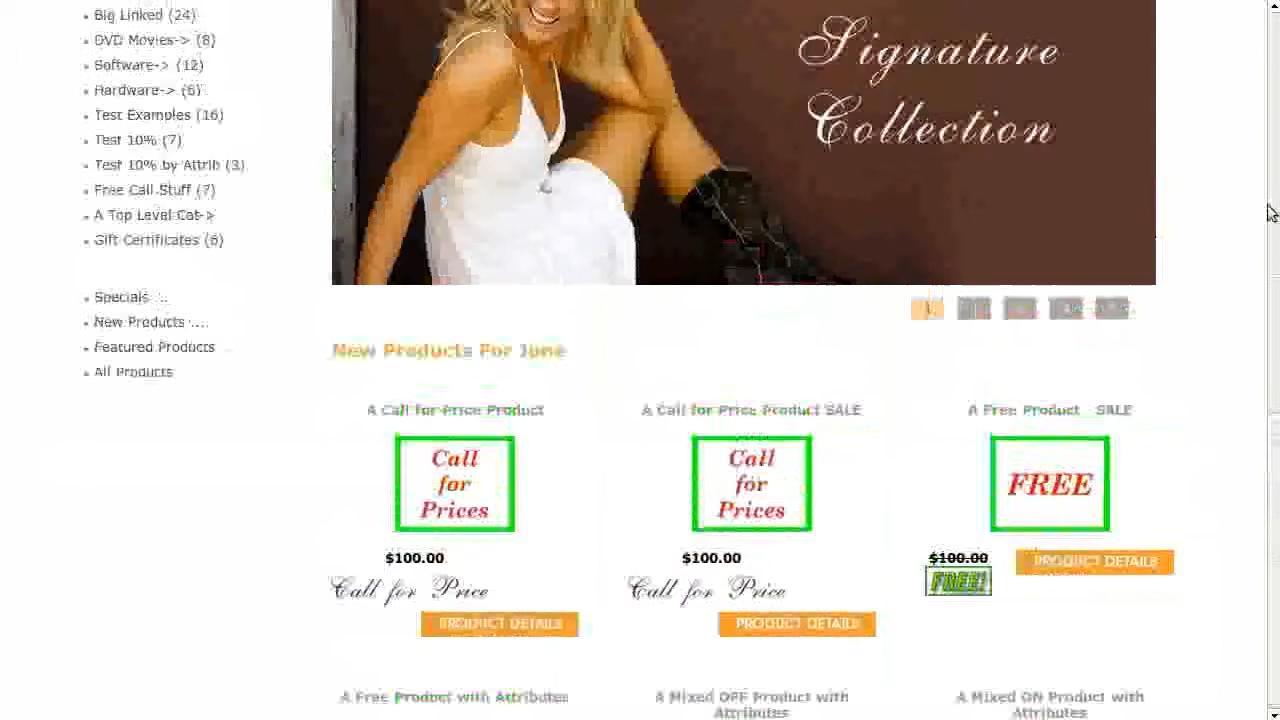 Big Linked (24)
DVD Movies-> (8)
Software-> (12)
Hardware-> (6)
Test Examples (16)
Test 10% (7)
Test 10% by Attrib (3)
Free Call Stuff (7)
A Top Level Cat->
Gift Certificates (6)
Specials ...
New Products ...
Featured Products
All Products
Signature
Collection
1
New Products For June
A Call for Price Product
A Call for Price Product SALE
A Free Product SALE
Call
for
Prices
Call
for
Prices
FREE
$100.00
Call for Price
PRODUCT DETAILS
$100.00
Call for Price
PRODUCT DETAILS
$100.00
FREE!
PRODUCT DETAILS
A Free Product with Attributes
A Mixed OFF Product with
Attributes
A Mixed ON Product with
Attributes